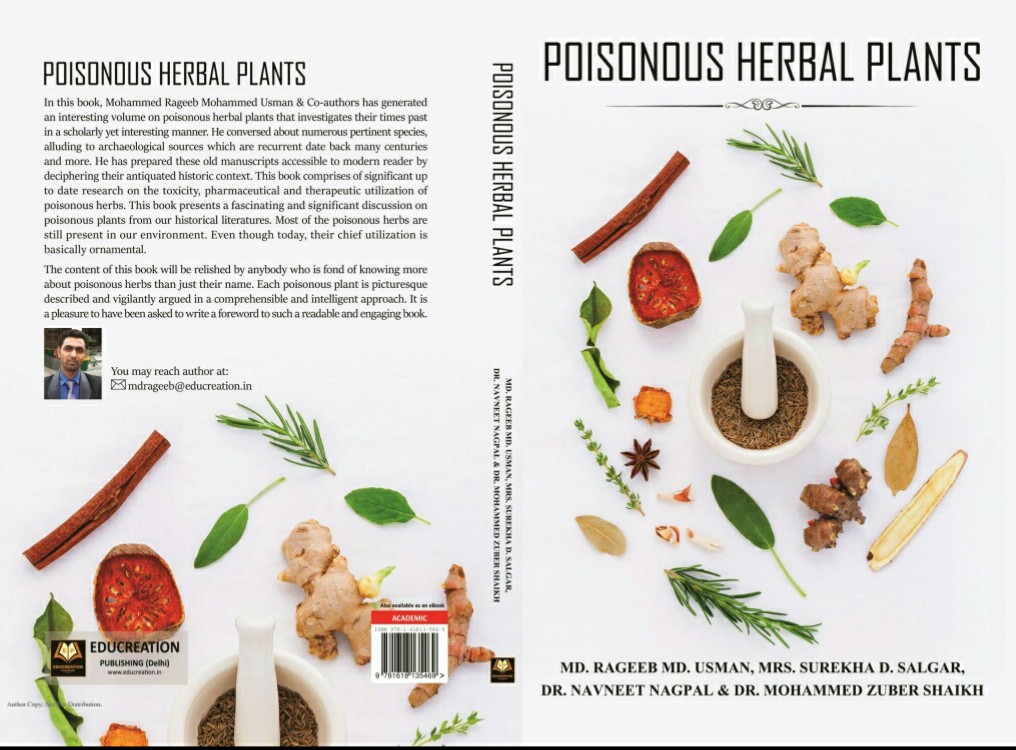 POISONOUS HERBAL PLANTS
In this book, Mohammed Rageeb Mohammed Usman & Co-authors has generated
an interesting volume on poisonous herbal plants that investigates their times past
in a scholarly yet interesting manner. He conversed about numerous pertinent species,
alluding to archaeological sources which are recurrent date back many centuries
and more. He has prepared these old manuscripts accessible to modern reader by
deciphering their antiquated historic context. This book comprises of significant up
to date research on the toxicity, pharmaceutical and therapeutic utilization of
poisonous herbs. This book presents a fascinating and significant discussion on
poisonous plants from our historical literatures. Most of the poisonous herbs are
still present in our environment. Even though today, their chief utilization is
basically ornamental.
The content of this book will be relished by anybody who is fond of knowing more
about poisonous herbs than just their name. Each poisonous plant is picturesque
described and vigilantly argued in a comprehensible and intelligent approach. It is
a pleasure to have been asked to write a foreword to such a readable and engaging book.
You may reach author at:
mdrageeb@educreation.in
EDUCREATION
PUBLISHING (Delhi)
www.educreation.in
Author Copy, Distribution.
Also available as an eBook
ACADEMIC
9 781618 135469 >
POISONOUS HERBAL PLANTS
MD. RAGEEB MD. USMAN, MRS. SUREKHA D. SALGAR,
DR. NAVNEET NAGPAL & DR. MOHAMMED ZUBER SHAIKH
POISONOUS HERBAL PLANTS
MD. RAGEEB MD. USMAN, MRS. SUREKHA D. SALGAR,
DR. NAVNEET NAGPAL & DR. MOHAMMED ZUBER SHAIKH